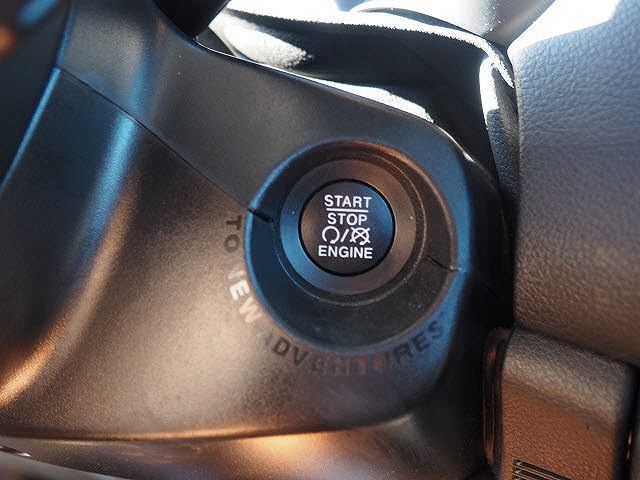 START
STOP
ENGINE
TO NEW ADVENTURES